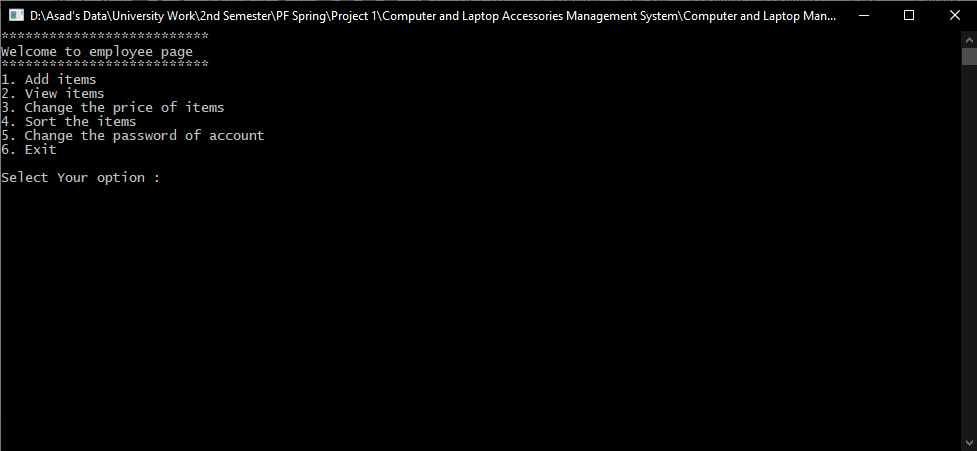 D:\Asad's Data\University Work\2nd Semester\PF Spring\Project 1\Computer and Laptop Accessories Management System\Computer and Laptop Man...
**************************
Welcome to employee page
**************************
1. Add items
2. View items
3. Change the price of items
4. Sort the items
5. Change the password of account
6. Exit
Select Your option :